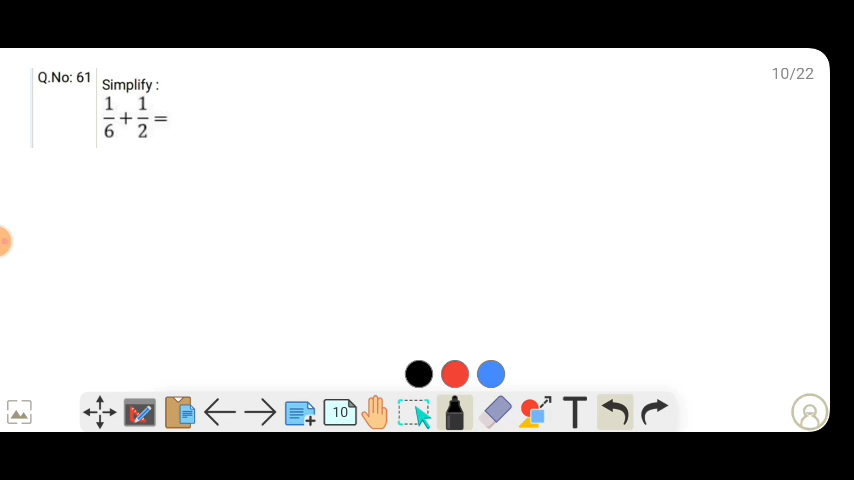 10/22
Q.No: 61
Simplify :
1/6 + 1/2 =
10
T